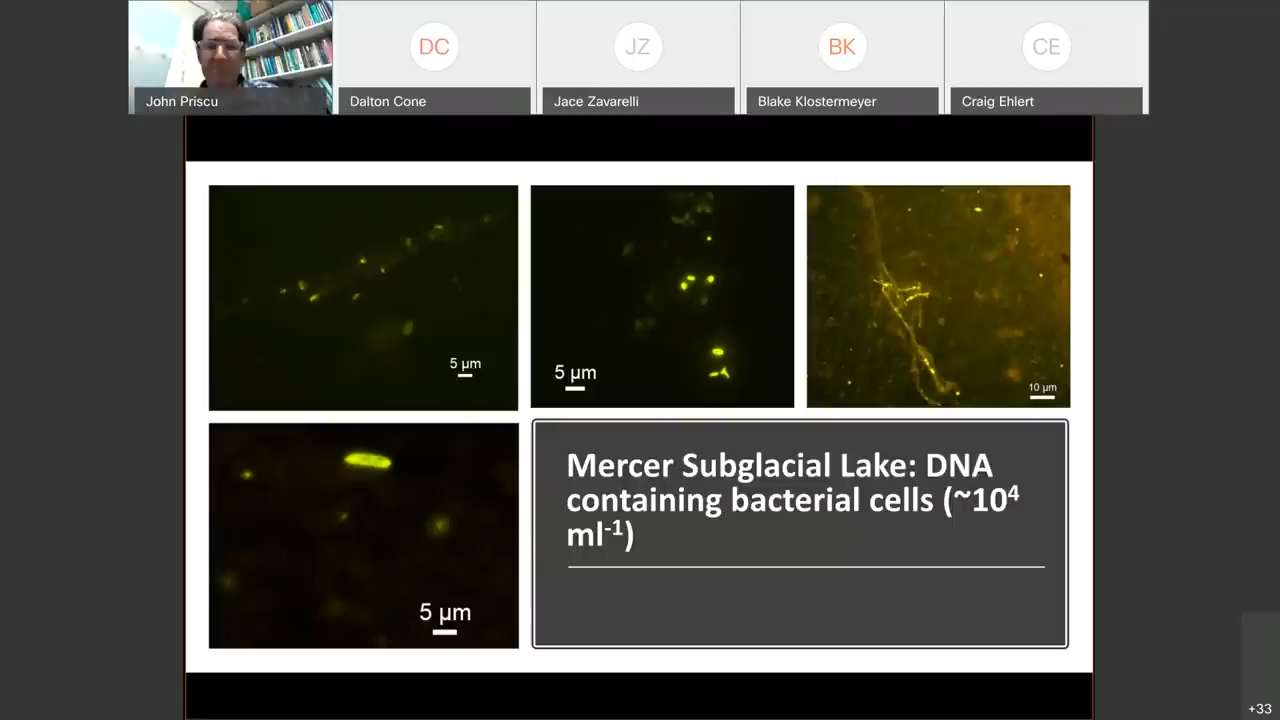 DC
JZ
BK
CE
John Priscu
Dalton Cone
Jace Zavarelli
Blake Klostermeyer
Craig Ehlert
5 µm
5 µm
10 µm
5 µm
Mercer Subglacial Lake: DNA
containing bacterial cells (~10⁴
ml⁻¹)
+33